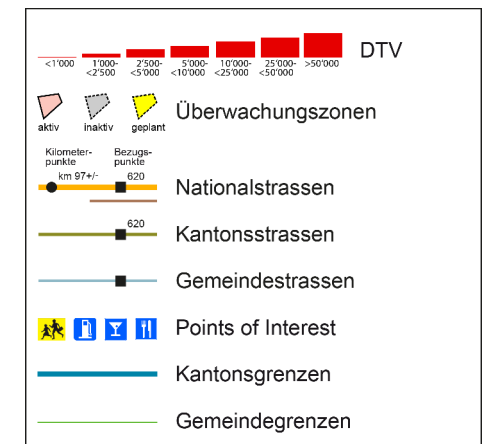 DTV
<1'000 1'000- 2'500- 5'000- 10'000- 25'000- >50'000
<2'500 <5'000 <10'000 <25'000 <50'000
Überwachungszonen
aktiv inaktiv geplant
Kilometer- Bezugs-
punkte punkte
km 97+/- 620
Nationalstrassen
620
Kantonsstrassen
Gemeindestrassen
Points of Interest
Kantonsgrenzen
Gemeindegrenzen